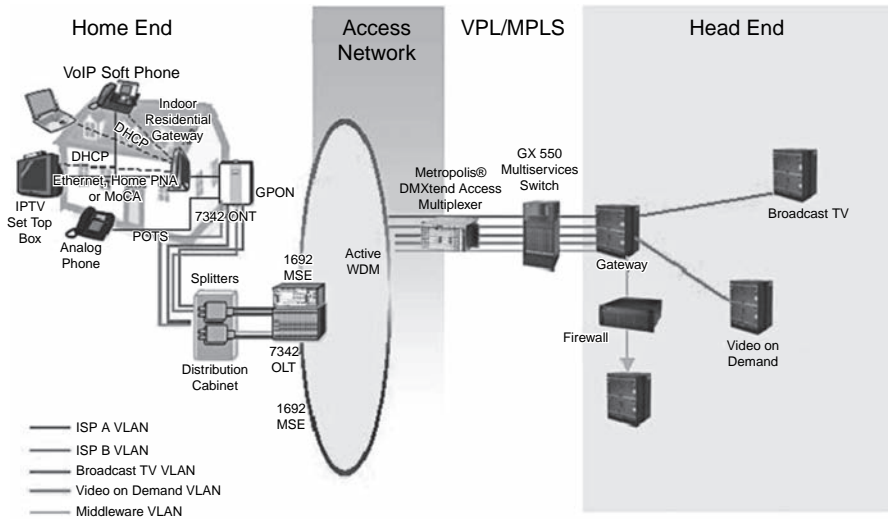 Home End
Access
Network
VPL/MPLS
Head End
VoIP Soft Phone
Indoor
Residential
Gateway
DHCP
DHCP
Ethernet, Home PNA
or MoCA
IPTV
Set Top
Box
Analog
Phone
POTS
GPON
7342 ONT
Splitters
Distribution
Cabinet
1692
MSE
7342
OLT
1692
MSE
Active
WDM
Metropolis®
DMXtend Access
Multiplexer
GX 550
Multiservices
Switch
Gateway
Broadcast TV
Firewall
Video on
Demand
ISP A VLAN
ISP B VLAN
Broadcast TV VLAN
Video on Demand VLAN
Middleware VLAN